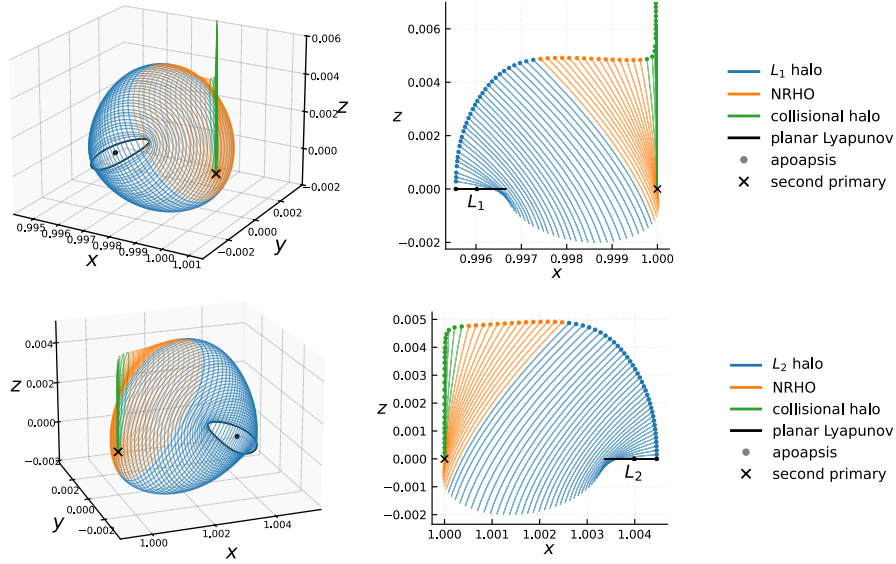 0.006
0.004
0.002
0.000
−0.002
z
0.995
0.996
0.997
0.998
0.999
1.000
1.001
x
−0.002
0.000
0.002
y
0.006
0.004
0.002
0.000
−0.002
z
L₁
0.996
0.997
0.998
0.999
1.000
x
L₁ halo
NRHO
collisional halo
planar Lyapunov
apoapsis
second primary
0.004
0.002
0.000
−0.002
z
0.002
0.000
−0.002
y
1.000
1.002
1.004
x
0.005
0.004
0.003
0.002
0.001
0.000
−0.001
−0.002
z
L₂
1.000
1.001
1.002
1.003
1.004
x
L₂ halo
NRHO
collisional halo
planar Lyapunov
apoapsis
second primary